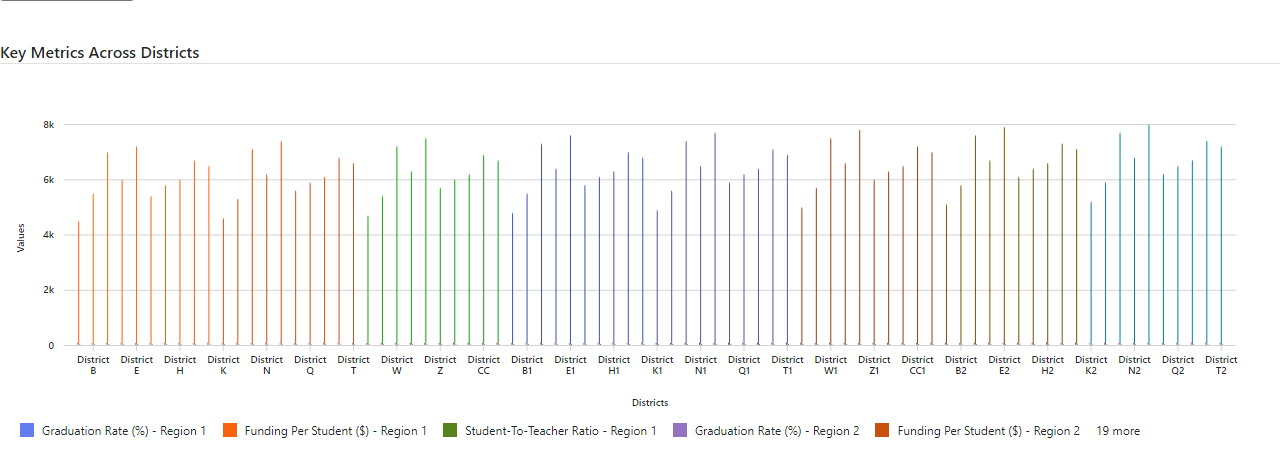 Key Metrics Across Districts
8k
6k
4k
2k
0
Values
District B
District E
District H
District K
District N
District Q
District T
District W
District Z
District CC
District B1
District E1
District H1
District K1
District N1
District Q1
District T1
District W1
District Z1
District CC1
District B2
District E2
District H2
District K2
District N2
District Q2
District T2
Districts
Graduation Rate (%) - Region 1
Funding Per Student ($) - Region 1
Student-To-Teacher Ratio - Region 1
Graduation Rate (%) - Region 2
Funding Per Student ($) - Region 2
19 more